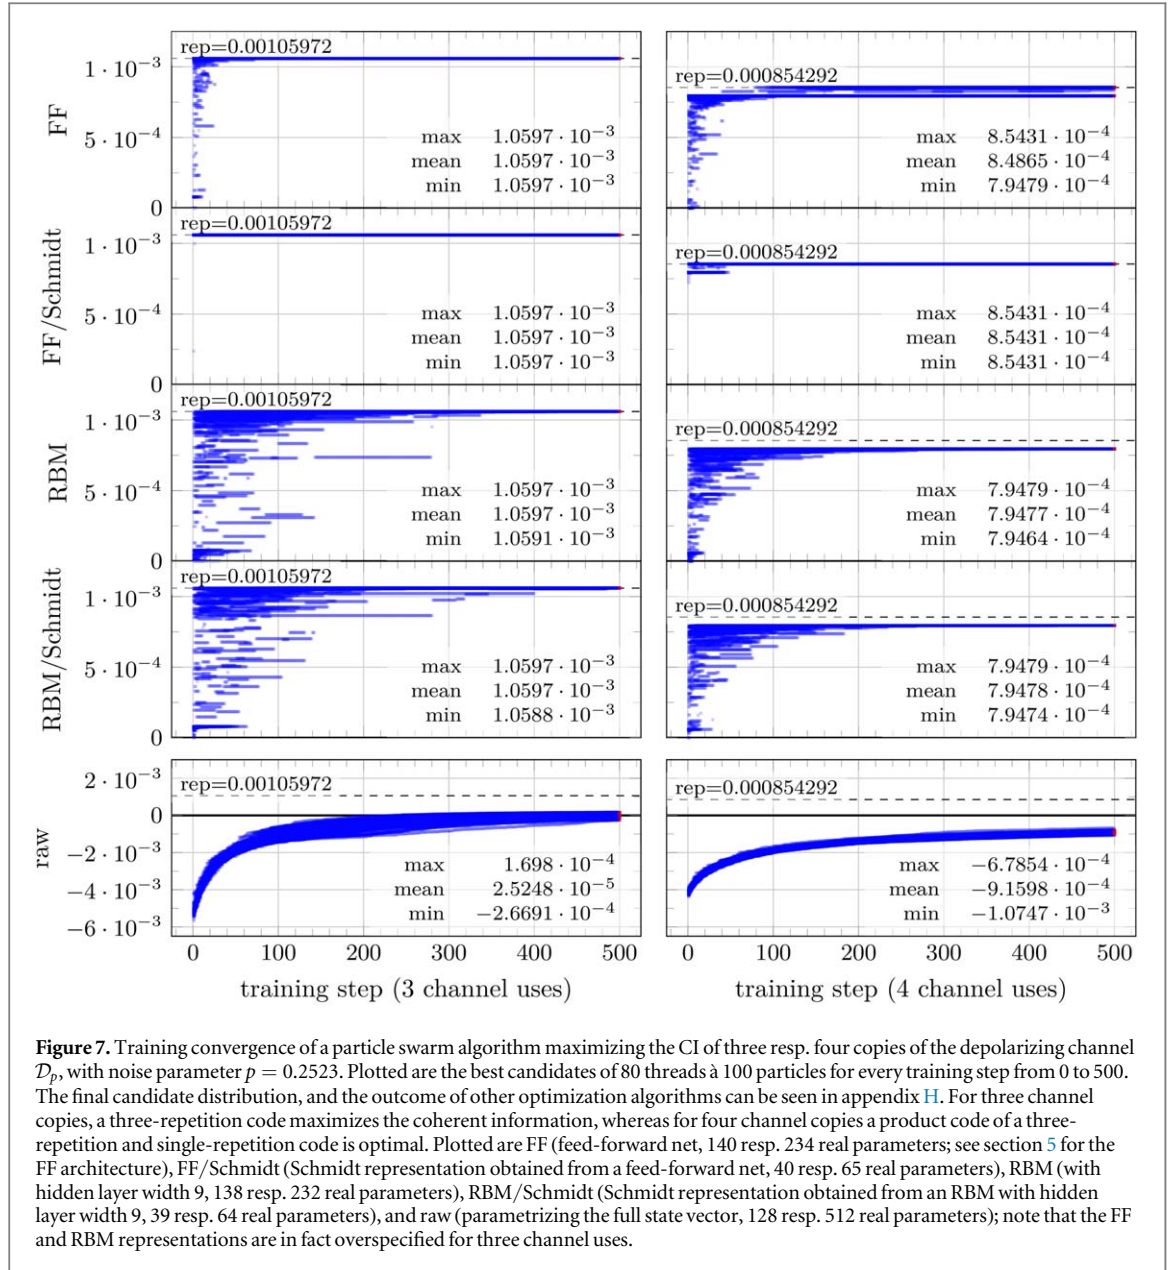 rep=0.00105972
1 · 10⁻³
5 · 10⁻⁴
0
FF
max 1.0597 · 10⁻³
mean 1.0597 · 10⁻³
min 1.0597 · 10⁻³
rep=0.000854292
max 8.5431 · 10⁻⁴
mean 8.4865 · 10⁻⁴
min 7.9479 · 10⁻⁴
rep=0.00105972
1 · 10⁻³
5 · 10⁻⁴
0
FF/Schmidt
max 1.0597 · 10⁻³
mean 1.0597 · 10⁻³
min 1.0597 · 10⁻³
rep=0.000854292
max 8.5431 · 10⁻⁴
mean 8.5431 · 10⁻⁴
min 8.5431 · 10⁻⁴
rep=0.00105972
1 · 10⁻³
5 · 10⁻⁴
0
RBM
max 1.0597 · 10⁻³
mean 1.0597 · 10⁻³
min 1.0591 · 10⁻³
rep=0.000854292
max 7.9479 · 10⁻⁴
mean 7.9477 · 10⁻⁴
min 7.9464 · 10⁻⁴
rep=0.00105972
1 · 10⁻³
5 · 10⁻⁴
0
RBM/Schmidt
max 1.0597 · 10⁻³
mean 1.0597 · 10⁻³
min 1.0588 · 10⁻³
rep=0.000854292
max 7.9479 · 10⁻⁴
mean 7.9478 · 10⁻⁴
min 7.9474 · 10⁻⁴
rep=0.00105972
2 · 10⁻³
0
−2 · 10⁻³
−4 · 10⁻³
−6 · 10⁻³
raw
max 1.698 · 10⁻⁴
mean 2.5248 · 10⁻⁵
min −2.6691 · 10⁻⁴
rep=0.000854292
max −6.7854 · 10⁻⁴
mean −9.1598 · 10⁻⁴
min −1.0747 · 10⁻³
0 100 200 300 400 500
0 100 200 300 400 500
training step (3 channel uses)
training step (4 channel uses)
Figure 7. Training convergence of a particle swarm algorithm maximizing the CI of three resp. four copies of the depolarizing channel
𝒟ₚ, with noise parameter p = 0.2523. Plotted are the best candidates of 80 threads à 100 particles for every training step from 0 to 500.
The final candidate distribution, and the outcome of other optimization algorithms can be seen in appendix H. For three channel
copies, a three-repetition code maximizes the coherent information, whereas for four channel copies a product code of a three-
repetition and single-repetition code is optimal. Plotted are FF (feed-forward net, 140 resp. 234 real parameters; see section 5 for the
FF architecture), FF/Schmidt (Schmidt representation obtained from a feed-forward net, 40 resp. 65 real parameters), RBM (with
hidden layer width 9, 138 resp. 232 real parameters), RBM/Schmidt (Schmidt representation obtained from an RBM with hidden
layer width 9, 39 resp. 64 real parameters), and raw (parametrizing the full state vector, 128 resp. 512 real parameters); note that the FF
and RBM representations are in fact overspecified for three channel uses.